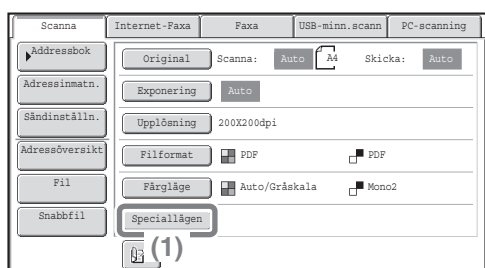 Scanna Internet-Faxa Faxa USB-minn.scann PC-scanning
Addressbok
Original Scanna: Auto A4 Skicka: Auto
Adressinmatn.
Exponering Auto
Sändinställn.
Upplösning 200X200dpi
Adressöversikt
Filformat PDF PDF
Fil
Färgläge Auto/Gråskala Mono2
Snabbfil
Speciallägen
(1)